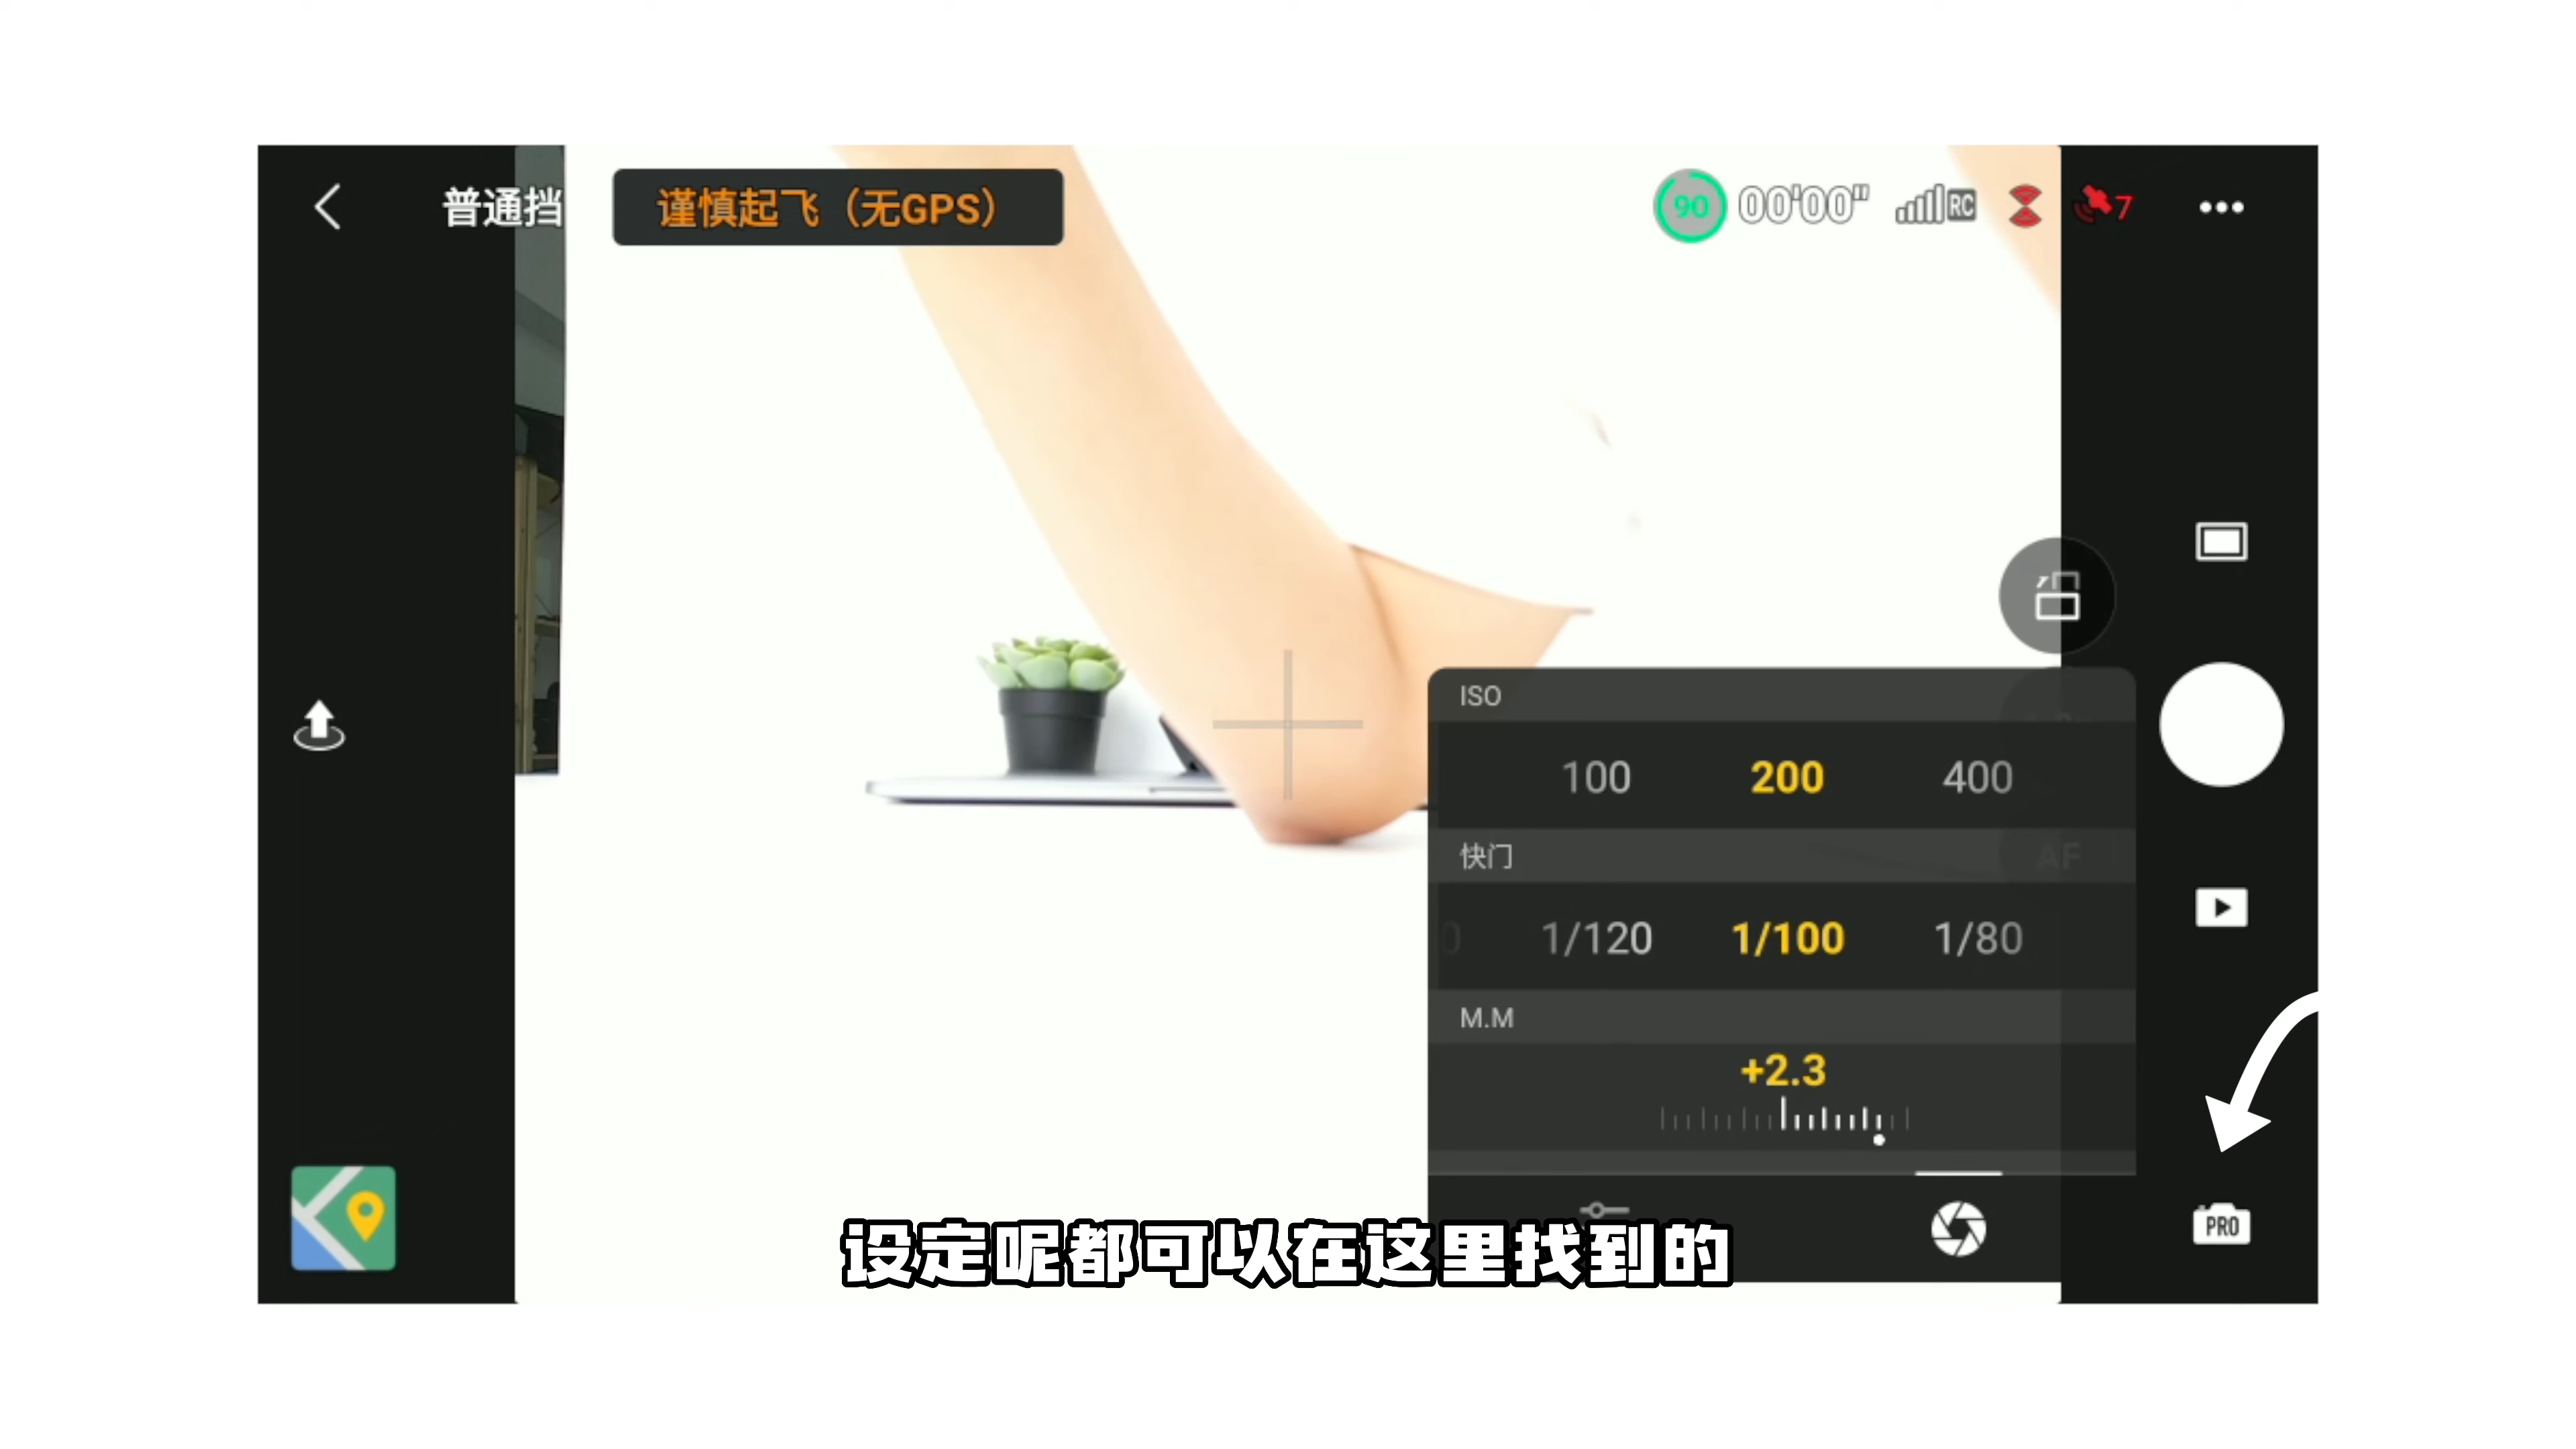 普通挡
谨慎起飞（无GPS）
90
00'00"
RC
7
ISO
100 200 400
快门
AF
1/120 1/100 1/80
M.M
+2.3
PRO
设定呢都可以在这里找到的